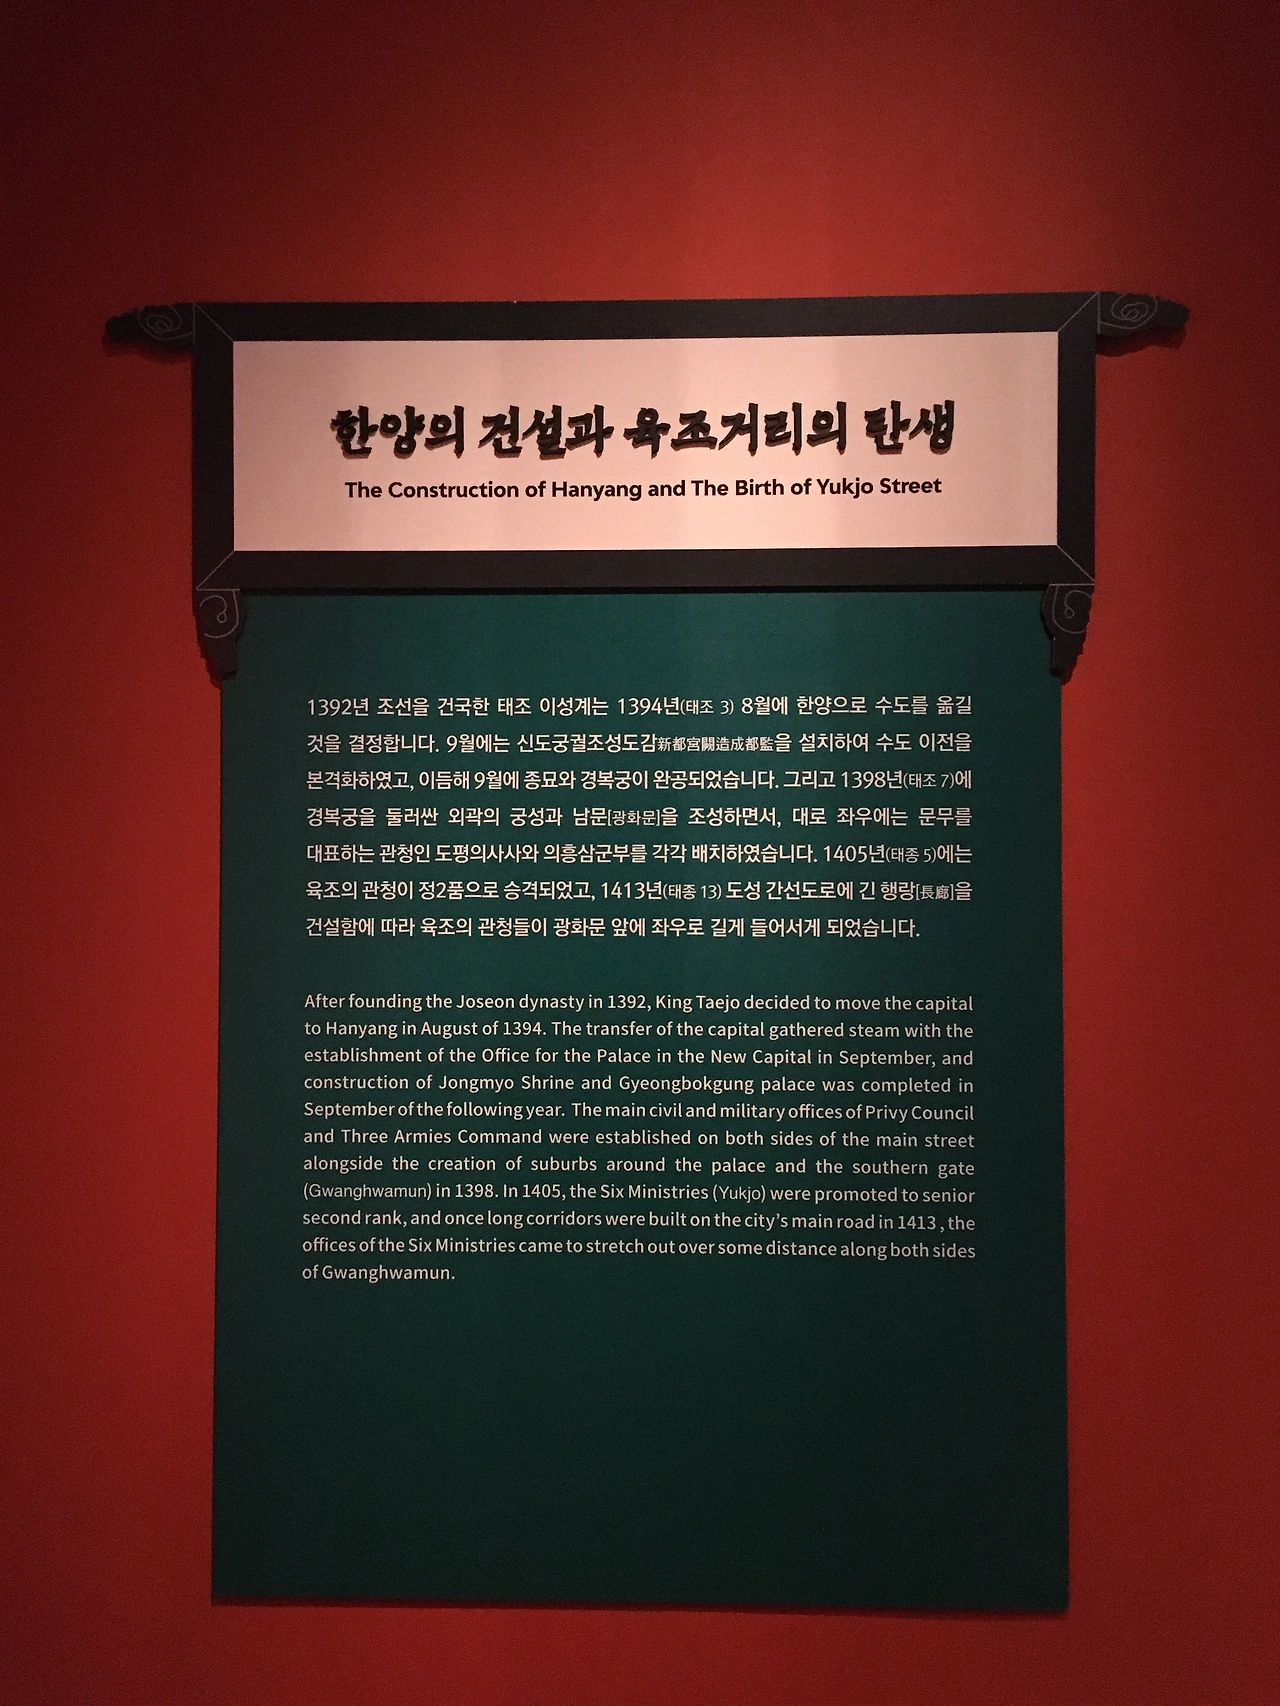 한양의 건설과 육조거리의 탄생
The Construction of Hanyang and The Birth of Yukjo Street
1392년 조선을 건국한 태조 이성계는 1394년(태조 3) 8월에 한양으로 수도를 옮길
것을 결정합니다. 9월에는 신도궁궐조성도감新都宮闕造成都監을 설치하여 수도 이전을
본격화하였고, 이듬해 9월에 종묘와 경복궁이 완공되었습니다. 그리고 1398년(태조 7)에
경복궁을 둘러싼 외곽의 궁성과 남문[광화문]을 조성하면서, 대로 좌우에는 문무를
대표하는 관청인 도평의사사와 의흥삼군부를 각각 배치하였습니다. 1405년(태종 5)에는
육조의 관청이 정2품으로 승격되었고, 1413년(태종 13) 도성 간선도로에 긴 행랑[長廊]을
건설함에 따라 육조의 관청들이 광화문 앞에 좌우로 길게 들어서게 되었습니다.
After founding the Joseon dynasty in 1392, King Taejo decided to move the capital
to Hanyang in August of 1394. The transfer of the capital gathered steam with the
establishment of the Office for the Palace in the New Capital in September, and
construction of Jongmyo Shrine and Gyeongbokgung palace was completed in
September of the following year. The main civil and military offices of Privy Council
and Three Armies Command were established on both sides of the main street
alongside the creation of suburbs around the palace and the southern gate
(Gwanghwamun) in 1398. In 1405, the Six Ministries (Yukjo) were promoted to senior
second rank, and once long corridors were built on the city's main road in 1413 , the
offices of the Six Ministries came to stretch out over some distance along both sides
of Gwanghwamun.